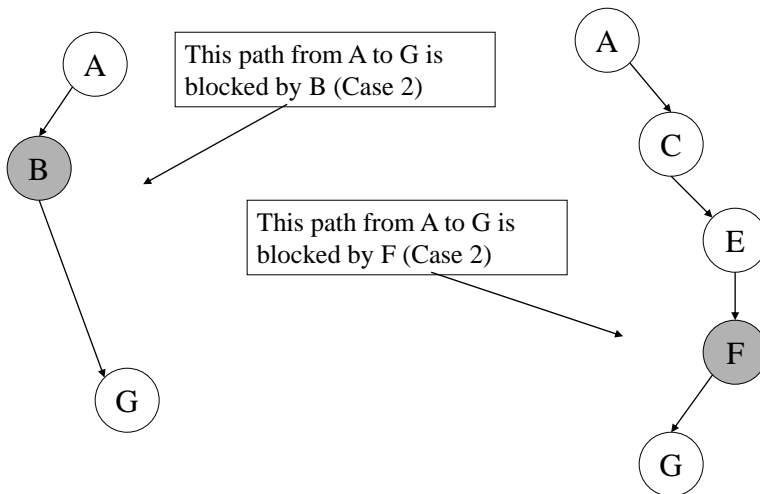 A
This path from A to G is
blocked by B (Case 2)
B
G
A
C
This path from A to G is
blocked by F (Case 2)
E
F
G